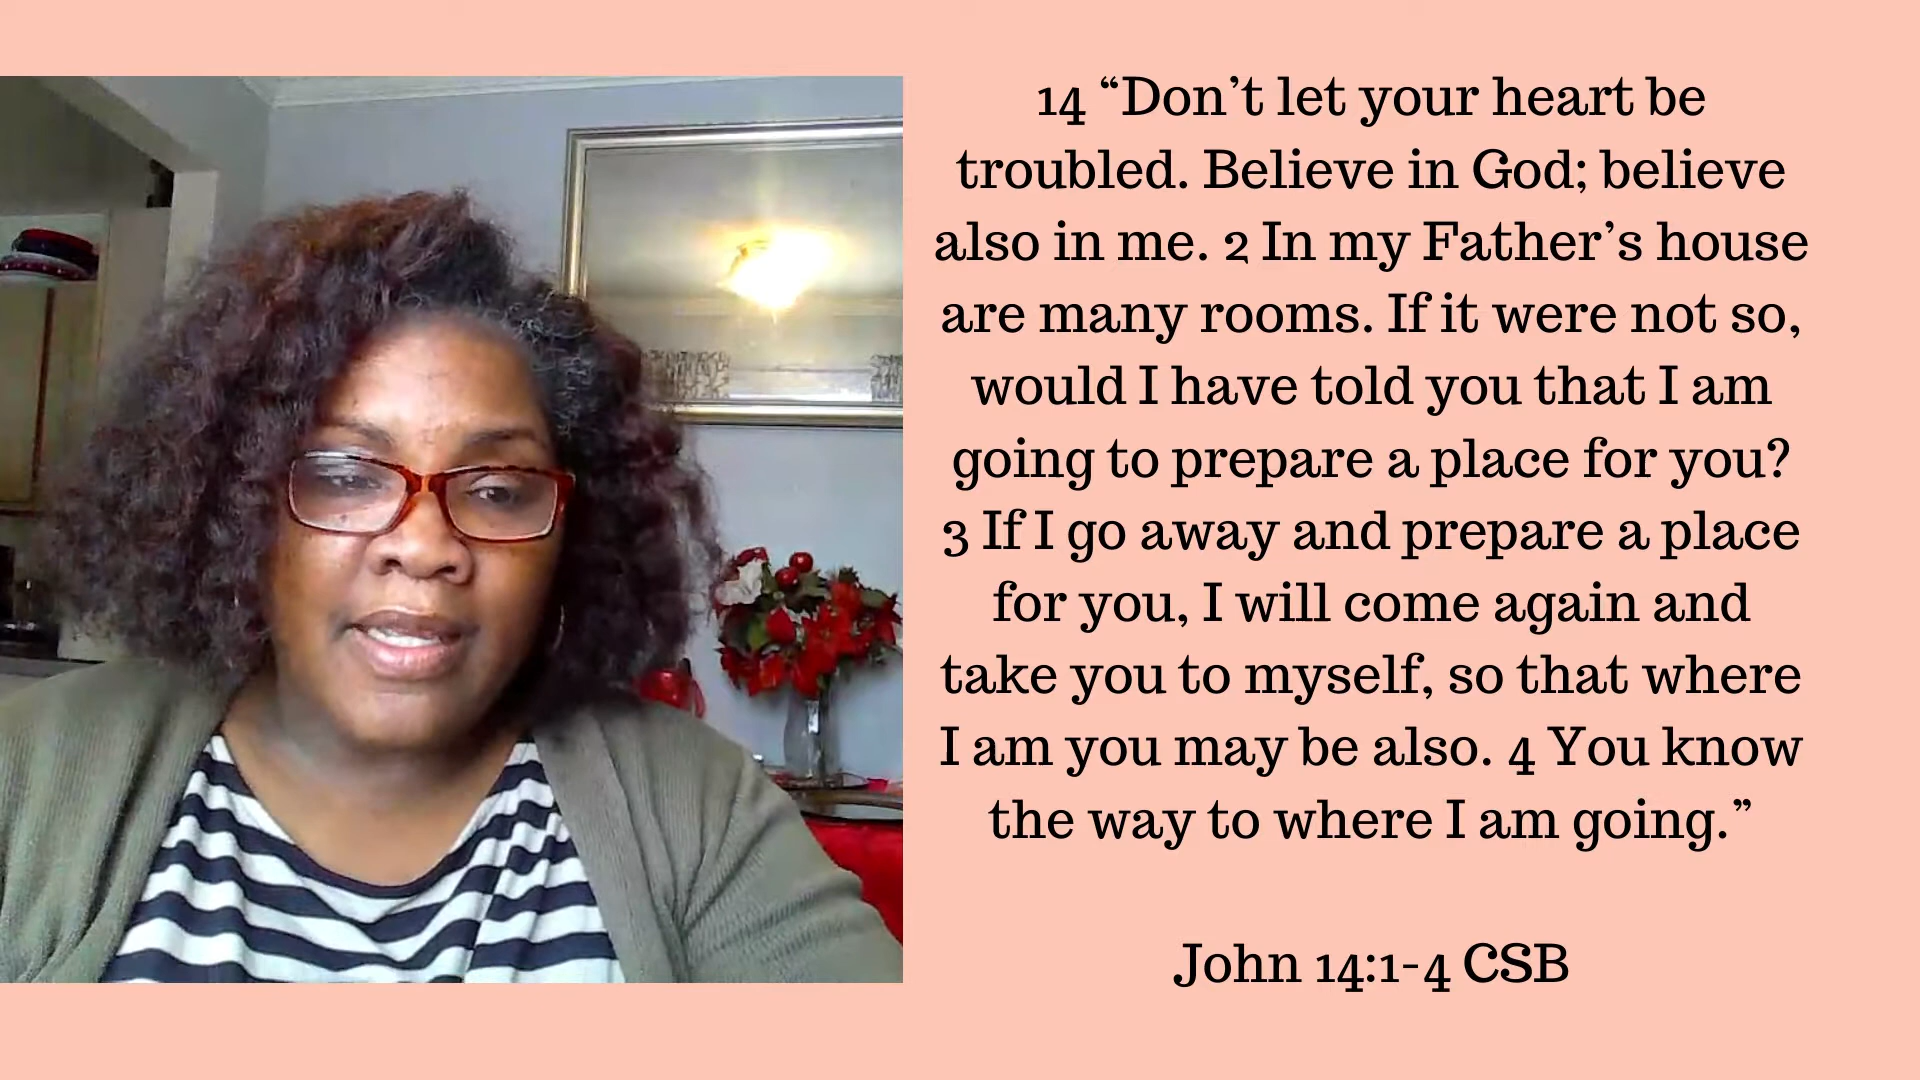 14 “Don’t let your heart be
troubled. Believe in God; believe
also in me. 2 In my Father’s house
are many rooms. If it were not so,
would I have told you that I am
going to prepare a place for you?
3 If I go away and prepare a place
for you, I will come again and
take you to myself, so that where
I am you may be also. 4 You know
the way to where I am going.”
John 14:1-4 CSB